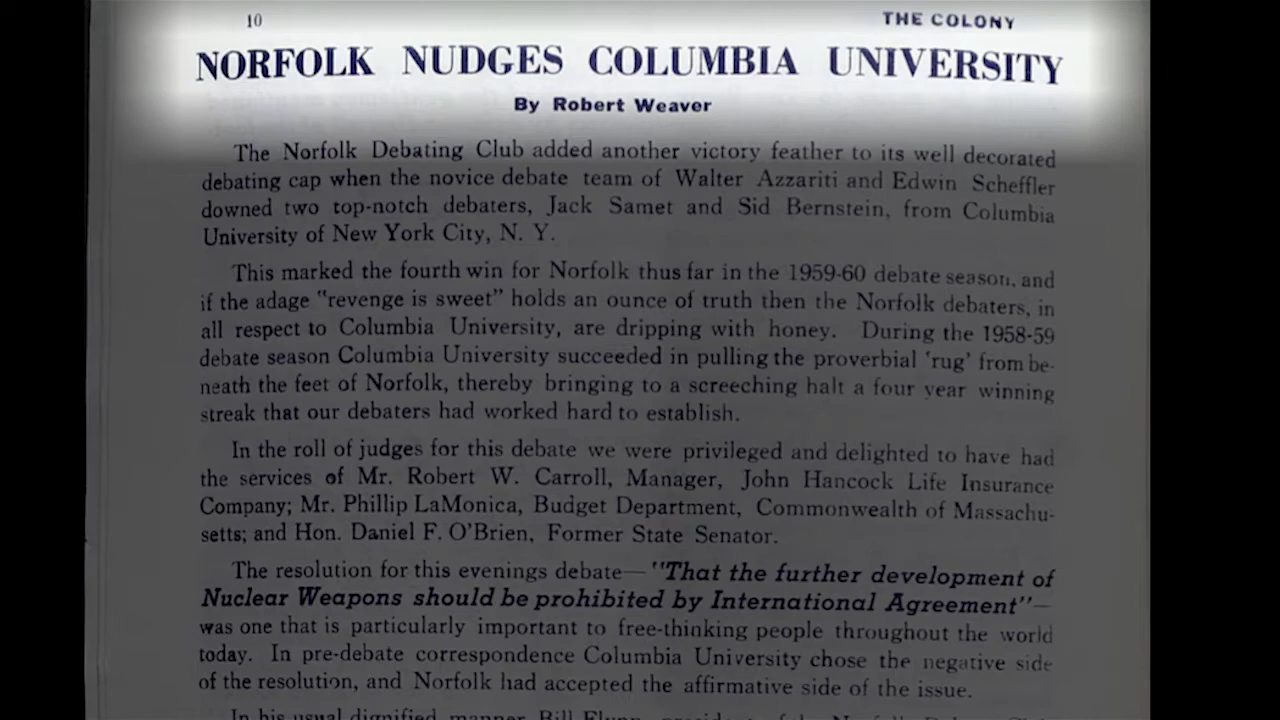 10
THE COLONY
NORFOLK NUDGES COLUMBIA UNIVERSITY
By Robert Weaver
The Norfolk Debating Club added another victory feather to its well decorated
debating cap when the novice debate team of Walter Azzariti and Edwin Scheffler
downed two top-notch debaters, Jack Samet and Sid Bernstein, from Columbia
University of New York City, N. Y.
This marked the fourth win for Norfolk thus far in the 1959-60 debate season, and
if the adage "revenge is sweet" holds an ounce of truth then the Norfolk debaters, in
all respect to Columbia University, are dripping with honey. During the 1958-59
debate season Columbia University succeeded in pulling the proverbial 'rug' from be-
neath the feet of Norfolk, thereby bringing to a screeching halt a four year winning
streak that our debaters had worked hard to establish.
In the roll of judges for this debate we were privileged and delighted to have had
the services of Mr. Robert W. Carroll, Manager, John Hancock Life Insurance
Company; Mr. Phillip LaMonica, Budget Department, Commonwealth of Massachu-
setts; and Hon. Daniel F. O'Brien, Former State Senator.
The resolution for this evenings debate—"That the further development of
Nuclear Weapons should be prohibited by International Agreement"—
was one that is particularly important to free-thinking people throughout the world
today. In pre-debate correspondence Columbia University chose the negative side
of the resolution, and Norfolk had accepted the affirmative side of the issue.
In his usual dignified manner Bill Flynn, president of the Norfolk